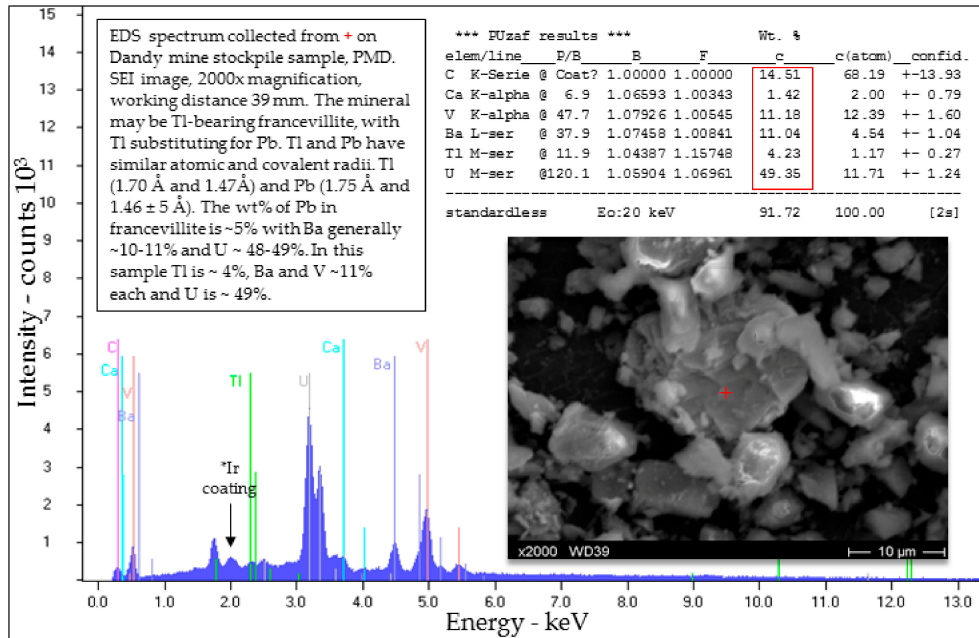 EDS spectrum collected from + on
Dandy mine stockpile sample, PMD.
SEI image, 2000x magnification,
working distance 39 mm. The mineral
may be Tl-bearing francevillite, with
Tl substituting for Pb. Tl and Pb have
similar atomic and covalent radii. Tl
(1.70 Å and 1.47Å) and Pb (1.75 Å and
1.46 ± 5 Å). The wt% of Pb in
francevillite is ~5% with Ba generally
~10-11% and U ~ 48-49%. In this
sample Tl is ~ 4%, Ba and V ~11%
each and U is ~ 49%.
*** PUzaf results *** Wt. %
elem/line____P/B______B______F________c______c(atom)__confid.
C K-Serie @ Coat? 1.00000 1.00000 14.51 68.19 +-13.93
Ca K-alpha @ 6.9 1.06593 1.00343 1.42 2.00 +- 0.79
V K-alpha @ 47.7 1.07926 1.00545 11.18 12.39 +- 1.60
Ba L-ser @ 37.9 1.07458 1.00841 11.04 4.54 +- 1.04
Tl M-ser @ 11.9 1.04387 1.15748 4.23 1.17 +- 0.27
U M-ser @120.1 1.05904 1.06961 49.35 11.71 +- 1.24
standardless Eo:20 keV 91.72 100.00 [2s]
Intensity - counts 10³
15
14
13
12
11
10
9
8
7
6
5
4
3
2
1
C
Ca
V
Ba
Tl
U
Ca
Ba
V
*Ir
coating
x2000 WD39 10 µm
0.0 1.0 2.0 3.0 4.0 5.0 6.0 7.0 8.0 9.0 10.0 11.0 12.0 13.0
Energy - keV